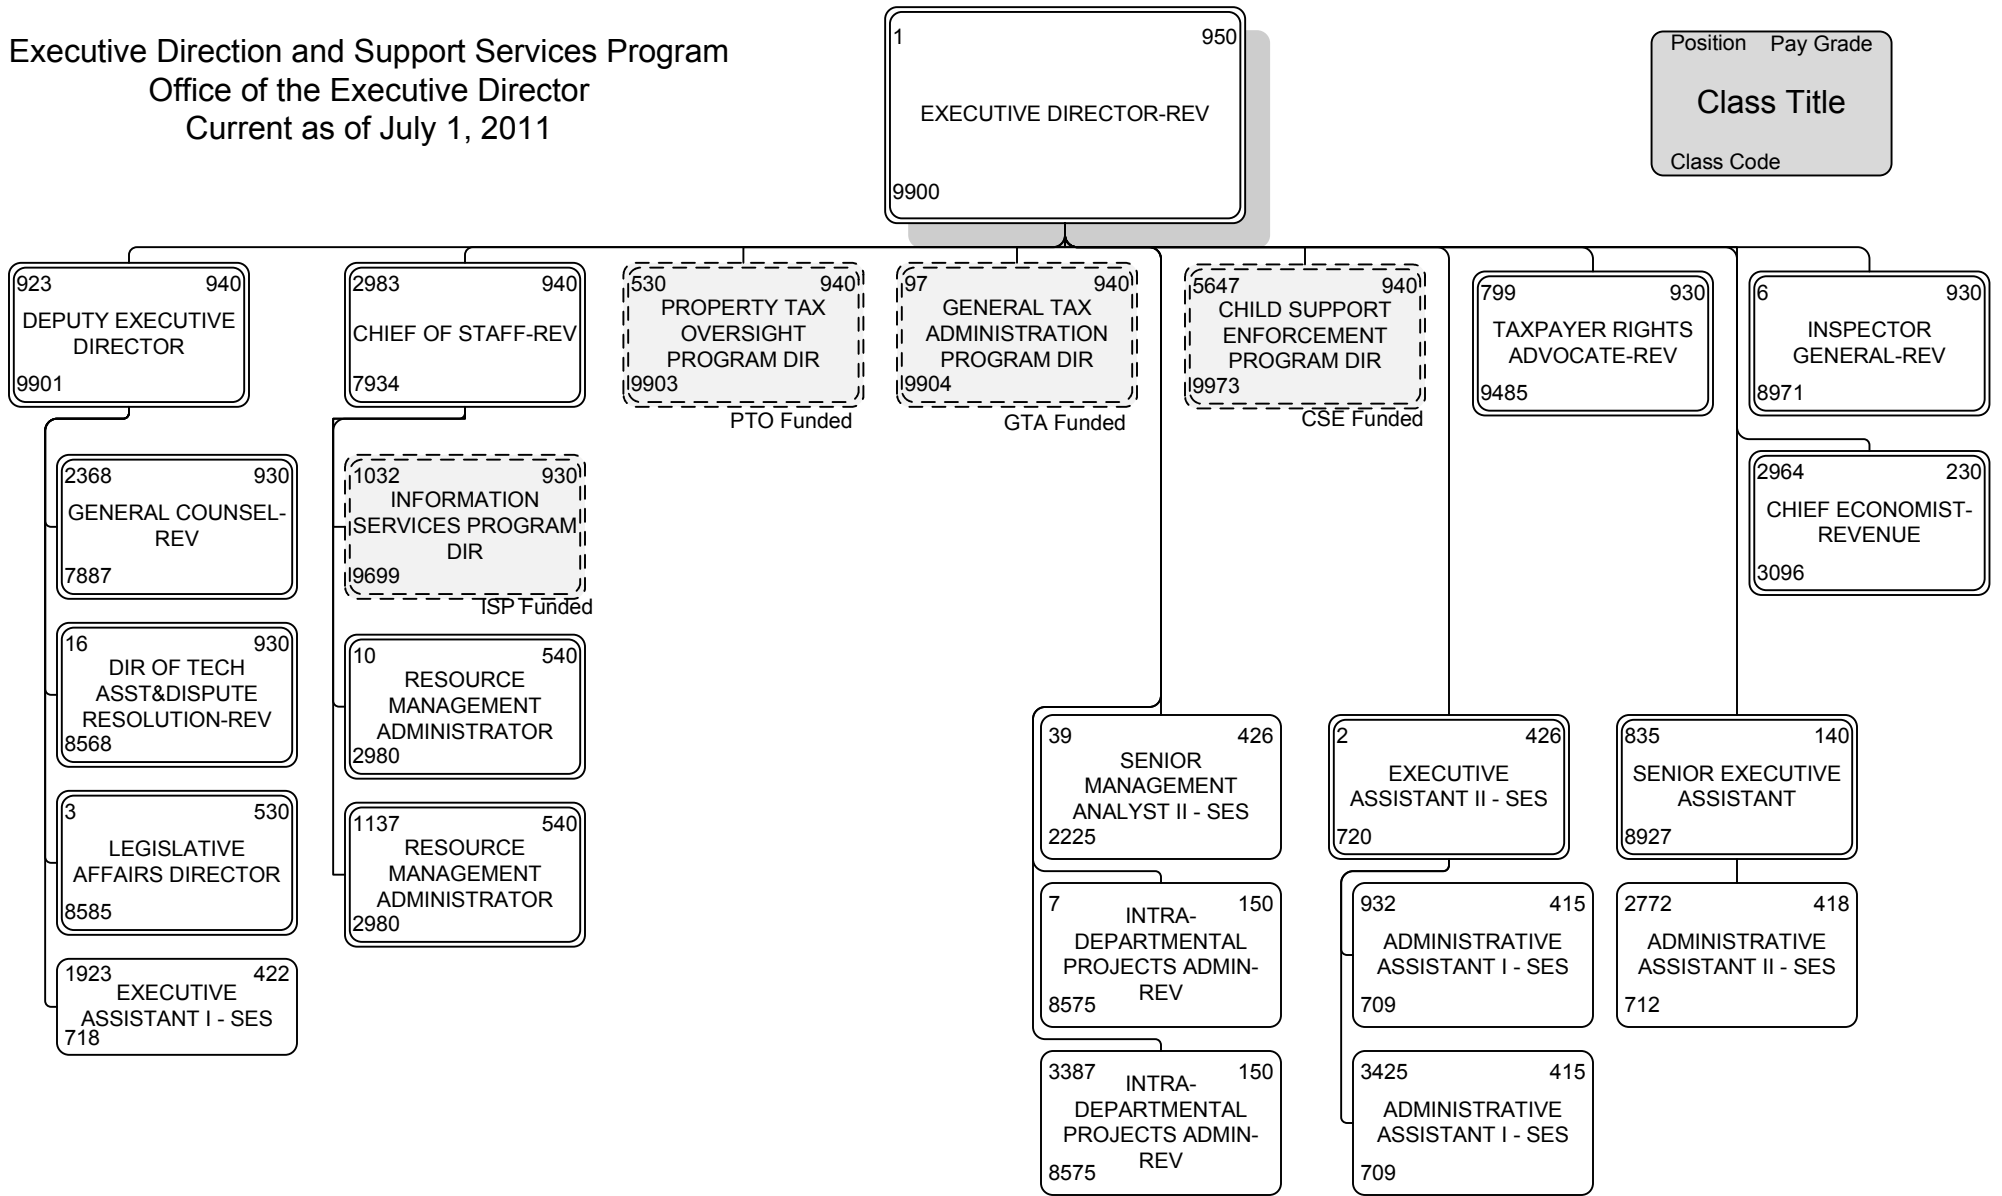 Executive Direction and Support Services Program
Office of the Executive Director
Current as of July 1, 2011
1 950
EXECUTIVE DIRECTOR-REV
9900
Position Pay Grade
Class Title
Class Code
923 940
DEPUTY EXECUTIVE
DIRECTOR
9901
2983 940
CHIEF OF STAFF-REV
7934
530 940
PROPERTY TAX
OVERSIGHT
PROGRAM DIR
9903
PTO Funded
97 940
GENERAL TAX
ADMINISTRATION
PROGRAM DIR
9904
GTA Funded
5647 940
CHILD SUPPORT
ENFORCEMENT
PROGRAM DIR
9973
CSE Funded
799 930
TAXPAYER RIGHTS
ADVOCATE-REV
9485
6 930
INSPECTOR
GENERAL-REV
8971
2368 930
GENERAL COUNSEL-
REV
7887
1032 930
INFORMATION
SERVICES PROGRAM
DIR
9699
ISP Funded
2964 230
CHIEF ECONOMIST-
REVENUE
3096
16 930
DIR OF TECH
ASST&DISPUTE
RESOLUTION-REV
8568
10 540
RESOURCE
MANAGEMENT
ADMINISTRATOR
2980
3 530
LEGISLATIVE
AFFAIRS DIRECTOR
8585
1137 540
RESOURCE
MANAGEMENT
ADMINISTRATOR
2980
1923 422
EXECUTIVE
ASSISTANT I - SES
718
39 426
SENIOR
MANAGEMENT
ANALYST II - SES
2225
2 426
EXECUTIVE
ASSISTANT II - SES
720
835 140
SENIOR EXECUTIVE
ASSISTANT
8927
7 150
INTRA-
DEPARTMENTAL
PROJECTS ADMIN-
REV
8575
932 415
ADMINISTRATIVE
ASSISTANT I - SES
709
2772 418
ADMINISTRATIVE
ASSISTANT II - SES
712
3387 150
INTRA-
DEPARTMENTAL
PROJECTS ADMIN-
REV
8575
3425 415
ADMINISTRATIVE
ASSISTANT I - SES
709